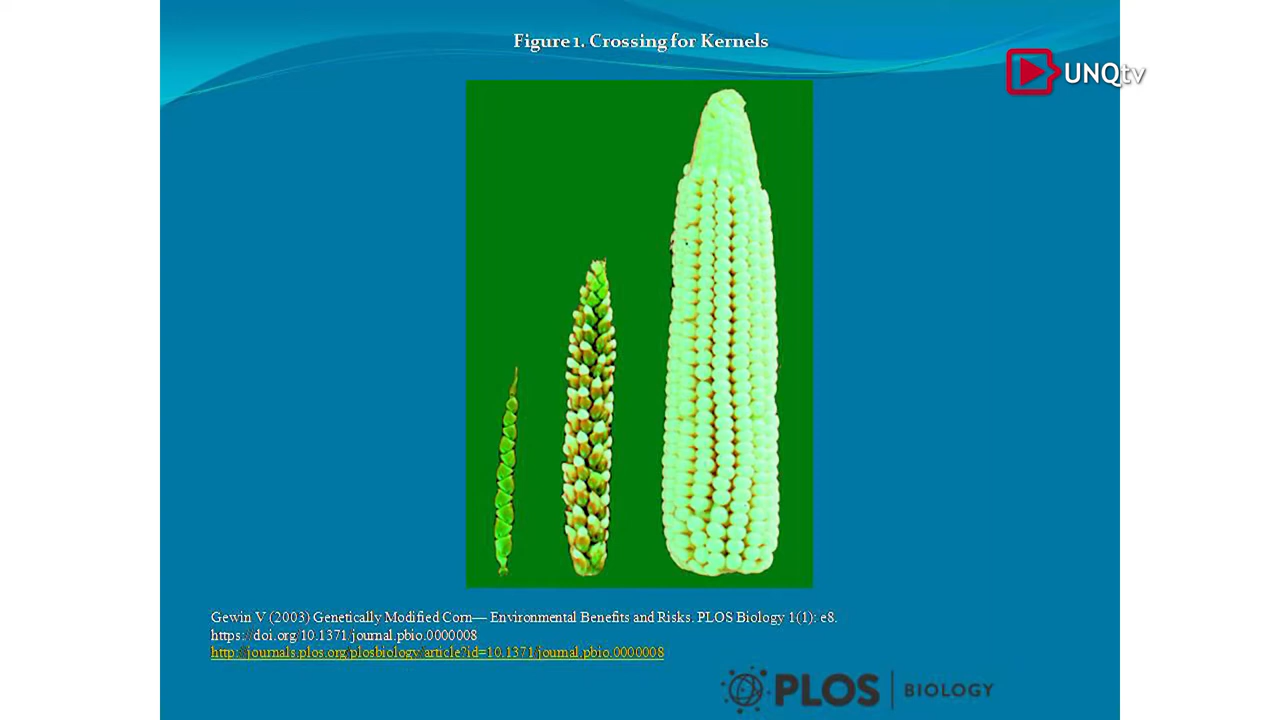 Figure 1. Crossing for Kernels
UNQtv
Gewin V (2003) Genetically Modified Corn— Environmental Benefits and Risks. PLOS Biology 1(1): e8.
https://doi.org/10.1371/journal.pbio.0000008
http://journals.plos.org/plosbiology/article?id=10.1371/journal.pbio.0000008
PLOS BIOLOGY